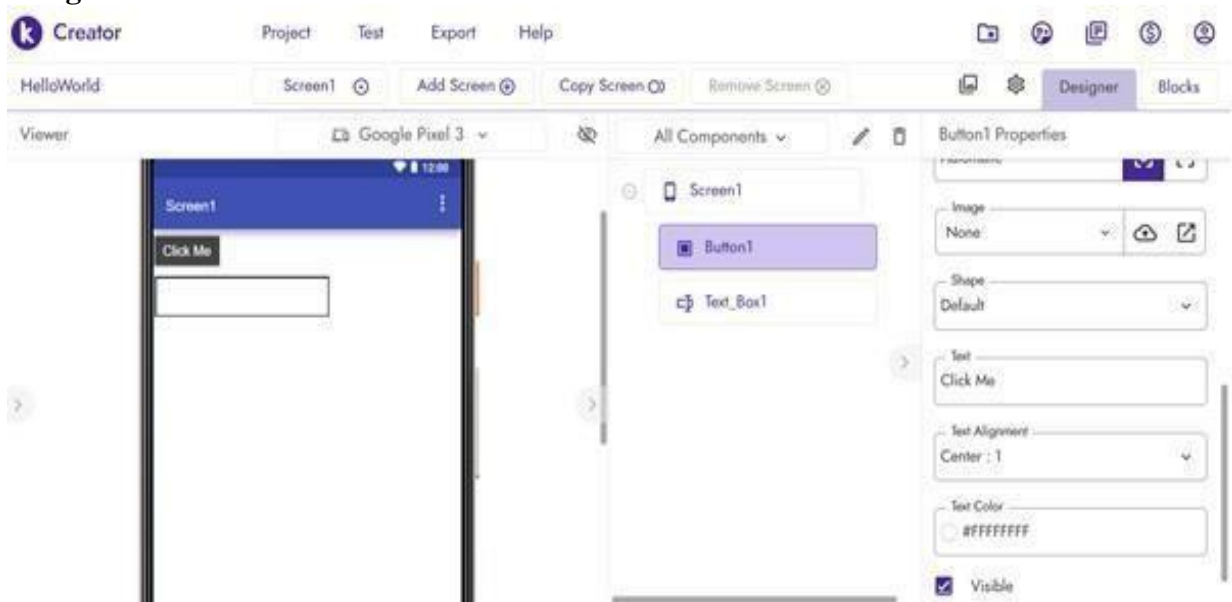 Creator Project Test Export Help
HelloWorld Screen1 Add Screen Copy Screen Remove Screen Designer Blocks
Viewer Google Pixel 3 All Components Button1 Properties
12:00
Screen1
Click Me
Screen1
Button1
Text_Box1
Image
None
Shape
Default
Text
Click Me
Text Alignment
Center : 1
Text Color
#FFFFFFFF
Visible